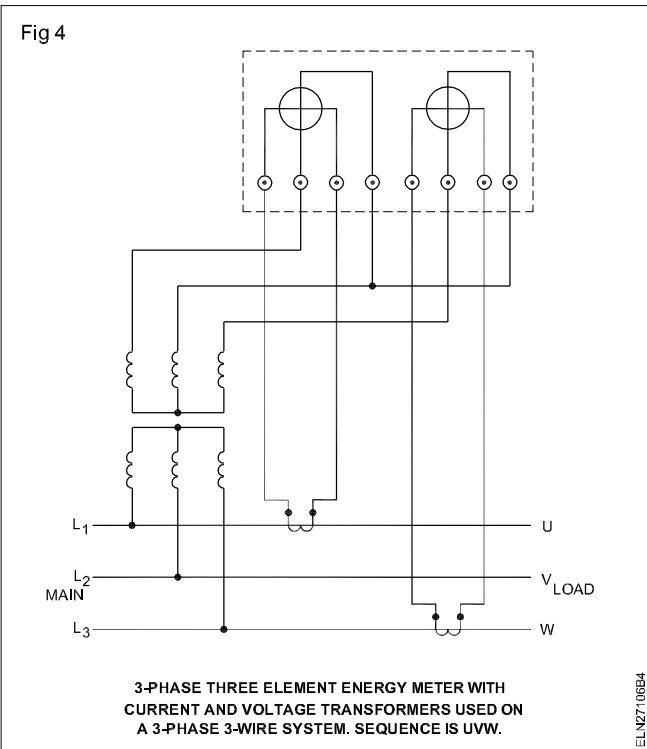 Fig 4
L1
U
L2
MAIN
V
LOAD
L3
W
3-PHASE THREE ELEMENT ENERGY METER WITH
CURRENT AND VOLTAGE TRANSFORMERS USED ON
A 3-PHASE 3-WIRE SYSTEM. SEQUENCE IS UVW.
ELN27106B4